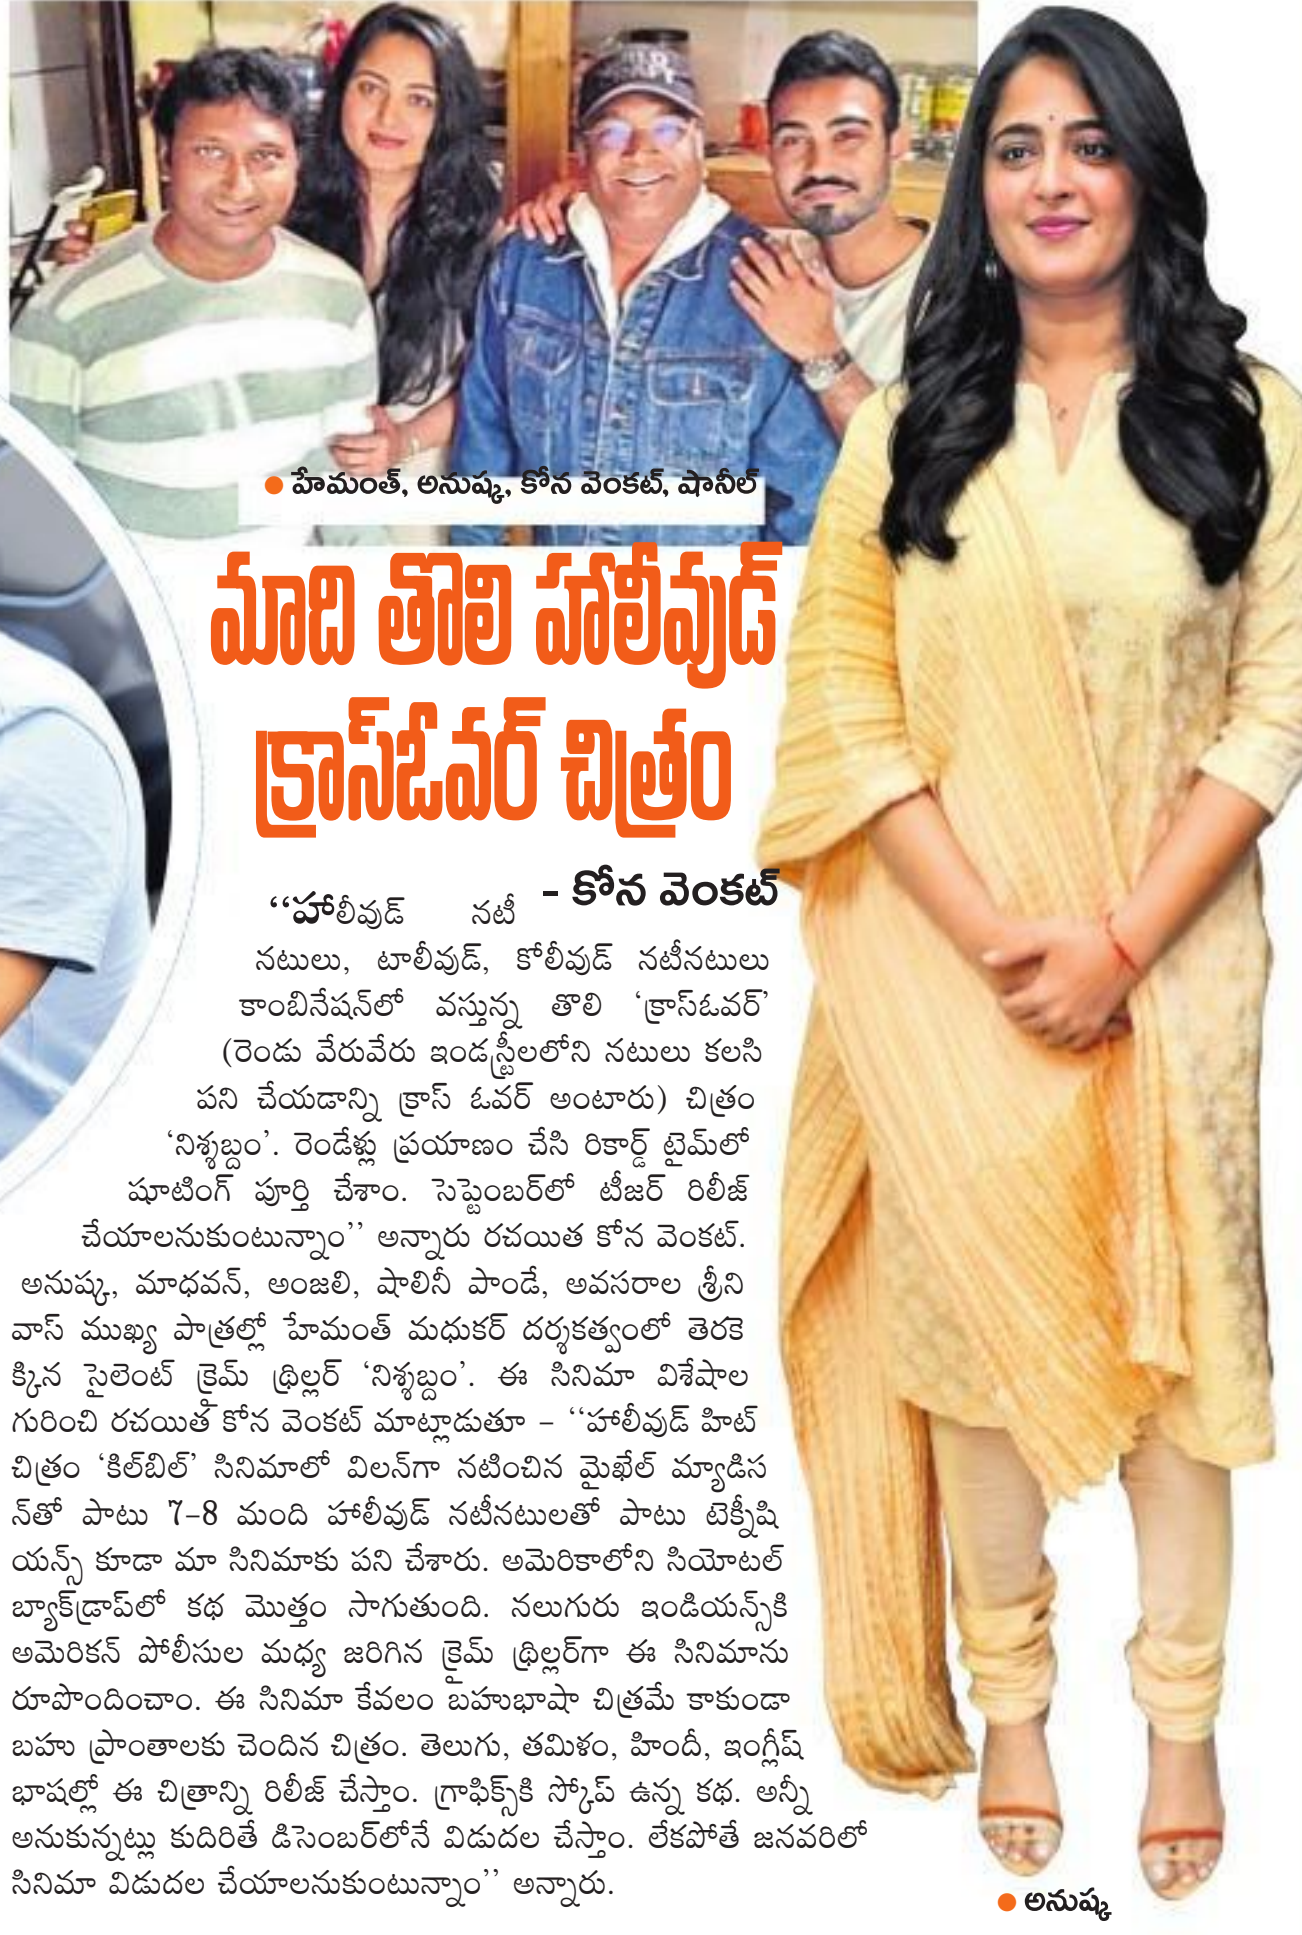 ● హేమంత్, అనుష్క, కోన వెంకట్, షానీల్
మాది తొలి హాలీవుడ్
క్రాస్ఓవర్ చిత్రం
- కోన వెంకట్
‘‘హాలీవుడ్ నటీ
నటులు, టాలీవుడ్, కోలీవుడ్ నటీనటులు
కాంబినేషన్‌లో వస్తున్న తొలి ‘క్రాస్ఓవర్’
(రెండు వేరువేరు ఇండస్ట్రీలలోని నటులు కలసి
పని చేయడాన్ని క్రాస్ ఓవర్ అంటారు) చిత్రం
‘నిశ్శబ్దం’. రెండేళ్లు ప్రయాణం చేసి రికార్డ్ టైమ్‌లో
షూటింగ్ పూర్తి చేశాం. సెప్టెంబర్‌లో టీజర్ రిలీజ్
చేయాలనుకుంటున్నాం’’ అన్నారు రచయిత కోన వెంకట్.
అనుష్క, మాధవన్, అంజలి, షాలినీ పాండే, అవసరాల శ్రీని
వాస్ ముఖ్య పాత్రల్లో హేమంత్ మధుకర్ దర్శకత్వంలో తెరకె
క్కిన సైలెంట్ క్రైమ్ థ్రిల్లర్ ‘నిశ్శబ్దం’. ఈ సినిమా విశేషాల
గురించి రచయిత కోన వెంకట్ మాట్లాడుతూ – ‘‘హాలీవుడ్ హిట్
చిత్రం ‘కిల్‌బిల్’ సినిమాలో విలన్‌గా నటించిన మైఖేల్ మ్యాడిస
న్‌తో పాటు 7–8 మంది హాలీవుడ్ నటీనటులతో పాటు టెక్నీషి
యన్స్ కూడా మా సినిమాకు పని చేశారు. అమెరికాలోని సియోటల్
బ్యాక్‌డ్రాప్‌లో కథ మొత్తం సాగుతుంది. నలుగురు ఇండియన్స్‌కి
అమెరికన్ పోలీసుల మధ్య జరిగిన క్రైమ్ థ్రిల్లర్‌గా ఈ సినిమాను
రూపొందించాం. ఈ సినిమా కేవలం బహుభాషా చిత్రమే కాకుండా
బహు ప్రాంతాలకు చెందిన చిత్రం. తెలుగు, తమిళం, హిందీ, ఇంగ్లీష్
భాషల్లో ఈ చిత్రాన్ని రిలీజ్ చేస్తాం. గ్రాఫిక్స్‌కి స్కోప్ ఉన్న కథ. అన్నీ
అనుకున్నట్లు కుదిరితే డిసెంబర్‌లోనే విడుదల చేస్తాం. లేకపోతే జనవరిలో
సినిమా విడుదల చేయాలనుకుంటున్నాం’’ అన్నారు.
● అనుష్క